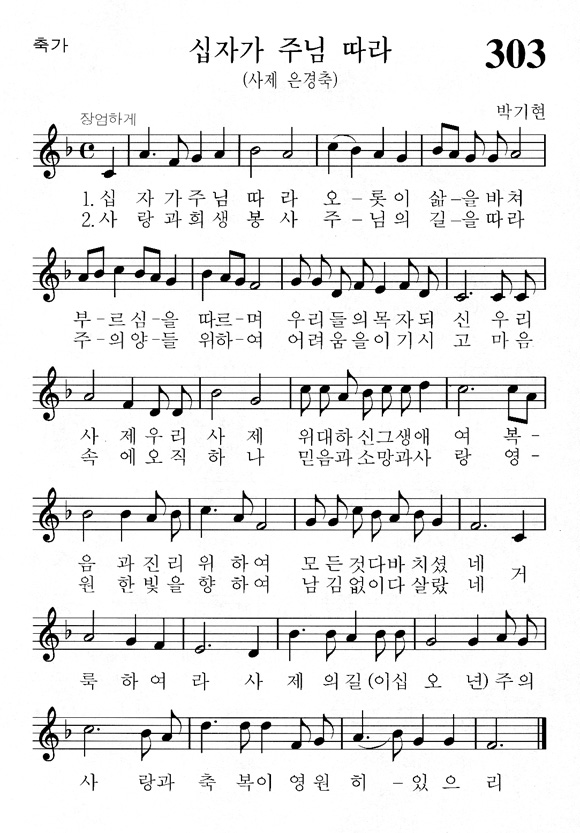 축가
십자가 주님 따라
303
(사제 은경축)
박기현
장엄하게
1. 십 자 가 주 님 따 라 오 - 롯 이 삶 - 을 바 쳐
2. 사 랑 과 희 생 봉 사 주 - 님 의 길 - 을 따 라
부 - 르 심 - 을 따 르 - 며 우 리 들 의 목 자 되 신 우 리
주 - 의 양 - 들 위 하 - 여 어 려 움 을 이 기 시 고 마 음
사 제 우 리 사 제 위 대 하 신 그 생 애 여 복 -
속 에 오 직 하 나 믿 음 과 소 망 과 사 랑 영 -
음 과 진 리 위 하 여 모 든 것 다 바 치 셨 네
원 한 빛 을 향 하 여 남 김 없 이 다 살 랐 네 거
룩 하 여 라 사 제 의 길 (이 십 오 년) 주 의
사 랑 과 축 복 이 영 원 히 - 있 으 리